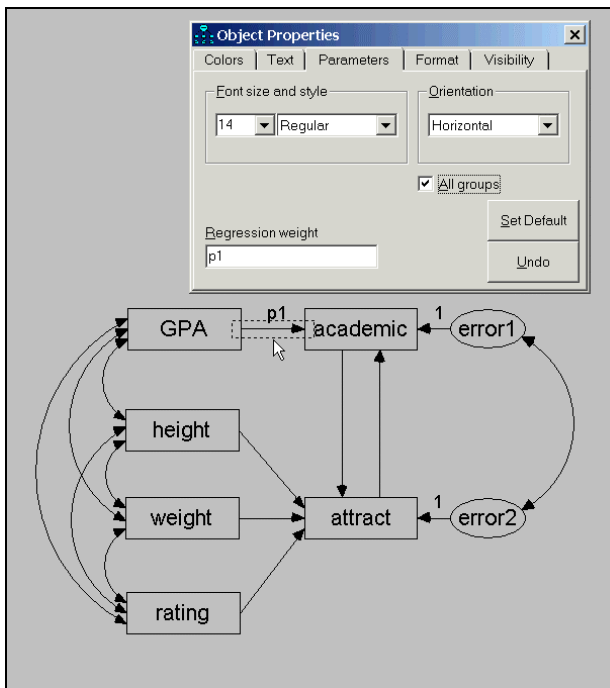 Object Properties
Colors Text Parameters Format Visibility
Font size and style
Orientation
14 Regular
Horizontal
All groups
Set Default
Regression weight
p1
Undo
p1
1
GPA academic error1
height
1
weight attract error2
rating